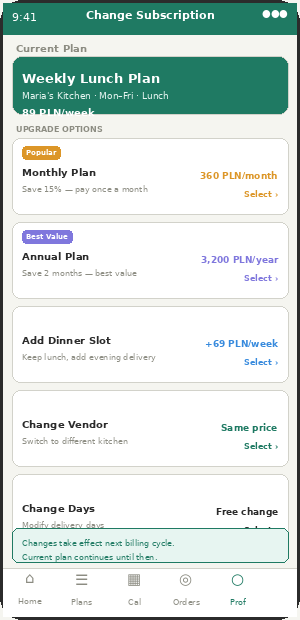 9:41
Change Subscription
Current Plan
Weekly Lunch Plan
Maria's Kitchen · Mon–Fri · Lunch
89 PLN/week
UPGRADE OPTIONS
Popular
Monthly Plan
360 PLN/month
Save 15% — pay once a month
Select ›
Best Value
Annual Plan
3,200 PLN/year
Save 2 months — best value
Select ›
Add Dinner Slot
+69 PLN/week
Keep lunch, add evening delivery
Select ›
Change Vendor
Same price
Switch to different kitchen
Select ›
Change Days
Free change
Modify delivery days
Select ›
Changes take effect next billing cycle.
Current plan continues until then.
Home
Plans
Cal
Orders
Prof